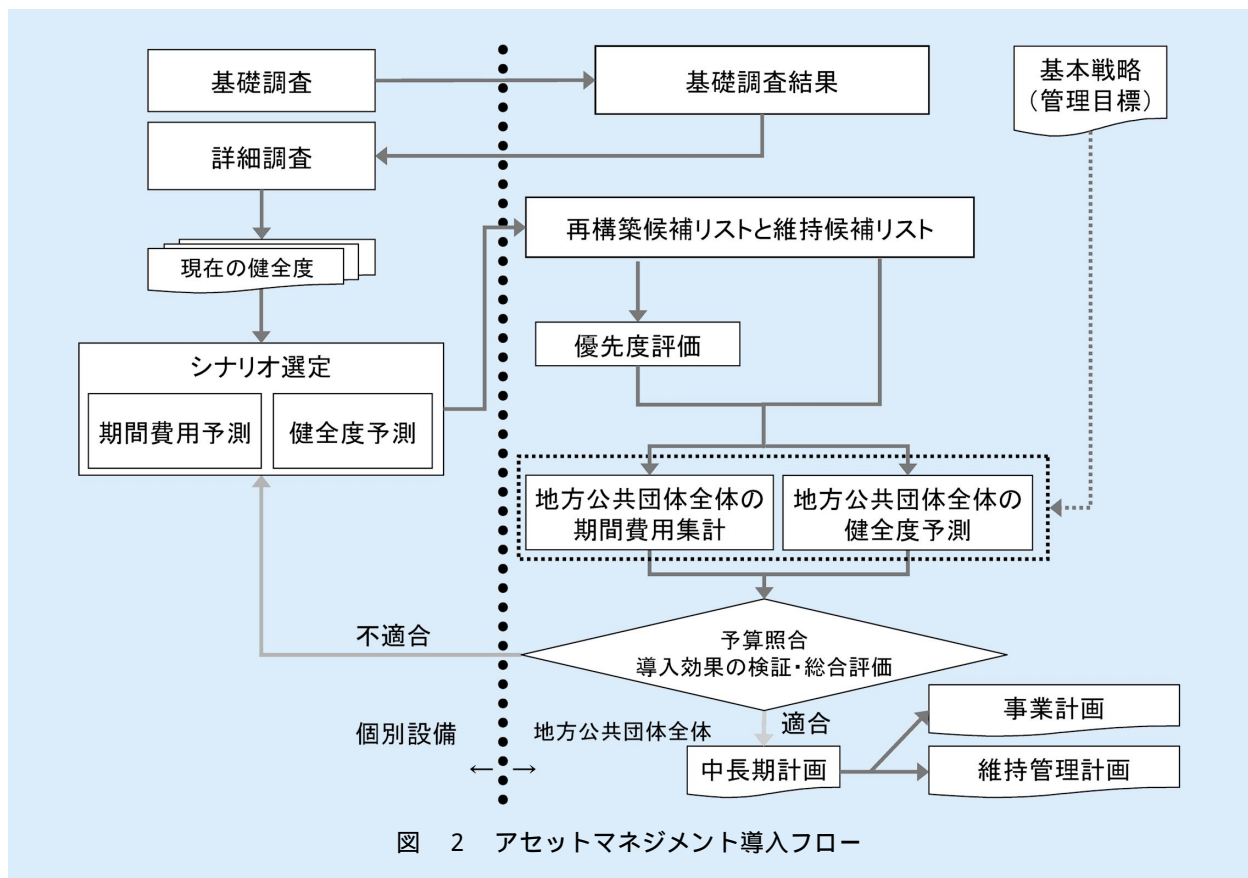 基礎調査
基礎調査結果
基本戦略
（管理目標）
詳細調査
再構築候補リストと維持候補リスト
現在の健全度
優先度評価
シナリオ選定
期間費用予測
健全度予測
地方公共団体全体の
期間費用集計
地方公共団体全体の
健全度予測
不適合
予算照合
導入効果の検証・総合評価
適合
個別設備
地方公共団体全体
←
→
中長期計画
事業計画
維持管理計画
図 2 アセットマネジメント導入フロー